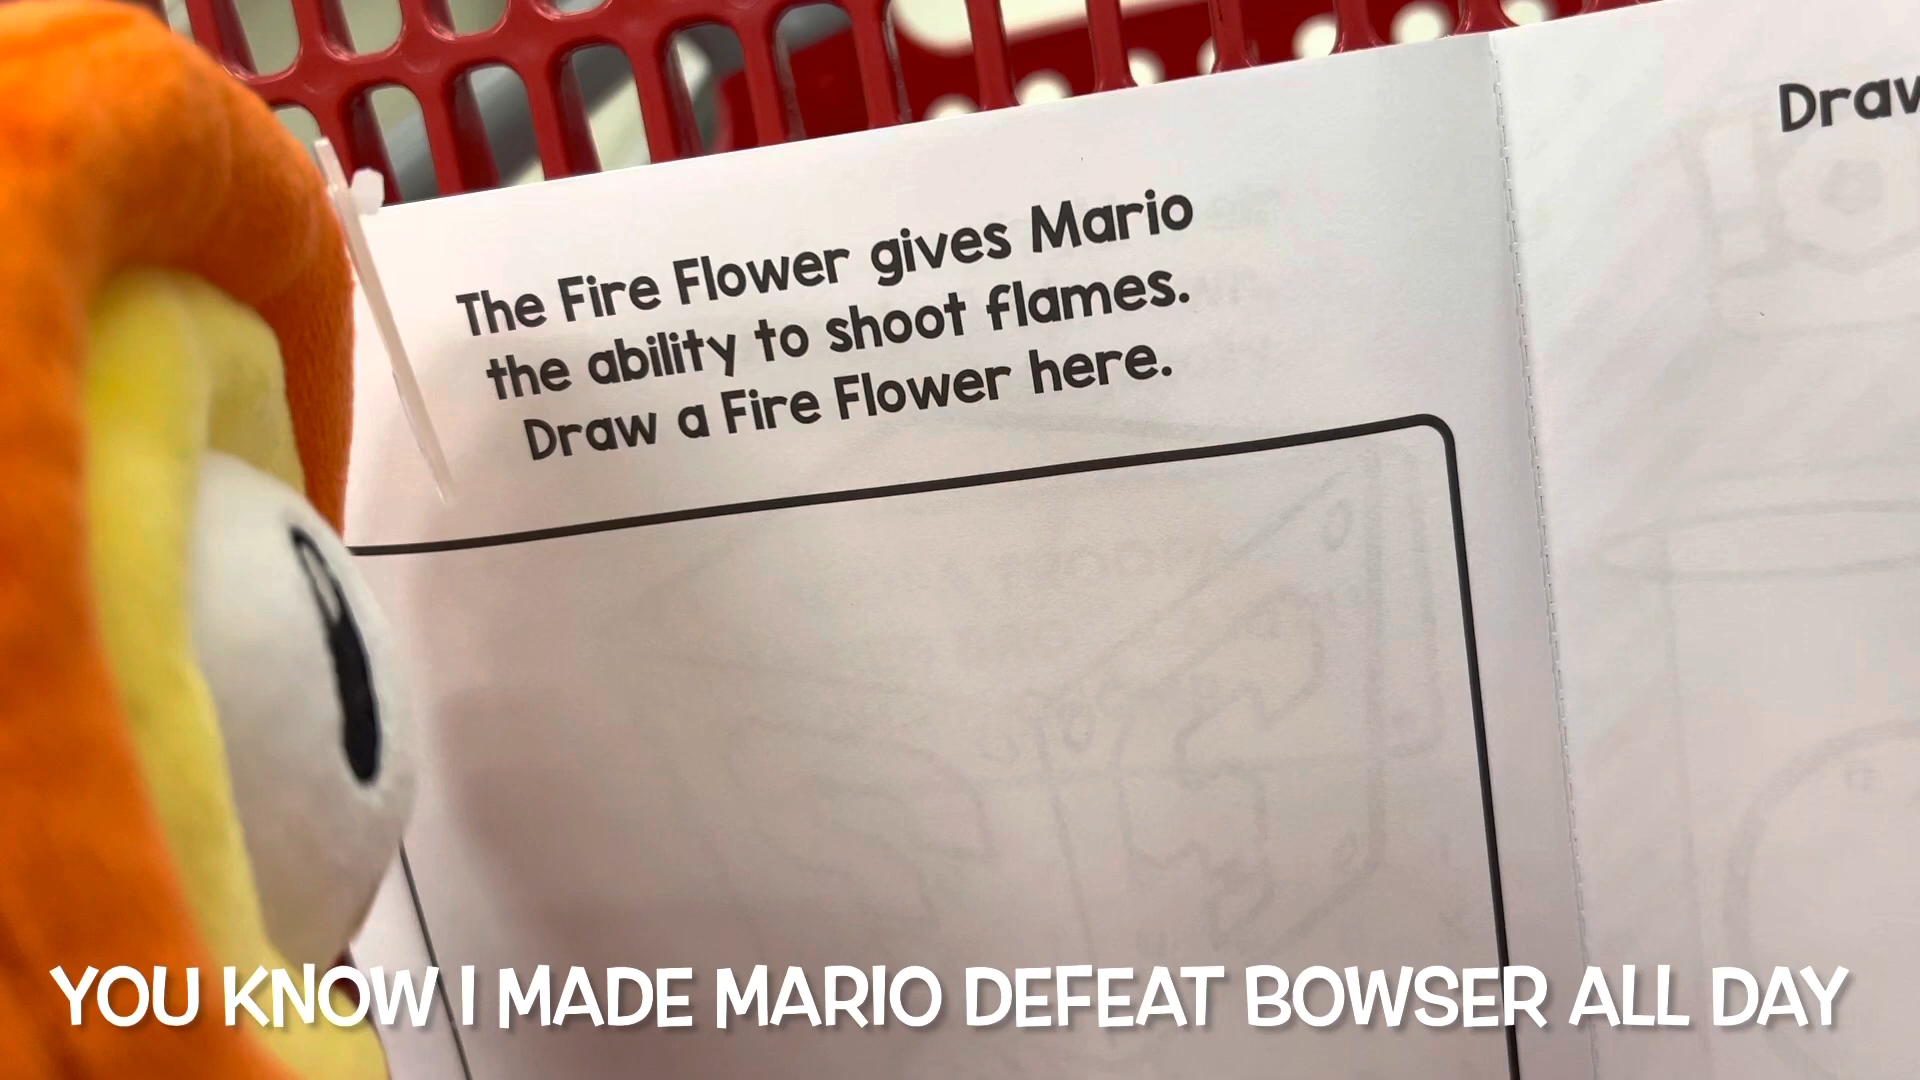 The Fire Flower gives Mario
the ability to shoot flames.
Draw a Fire Flower here.
YOU KNOW I MADE MARIO DEFEAT BOWSER ALL DAY